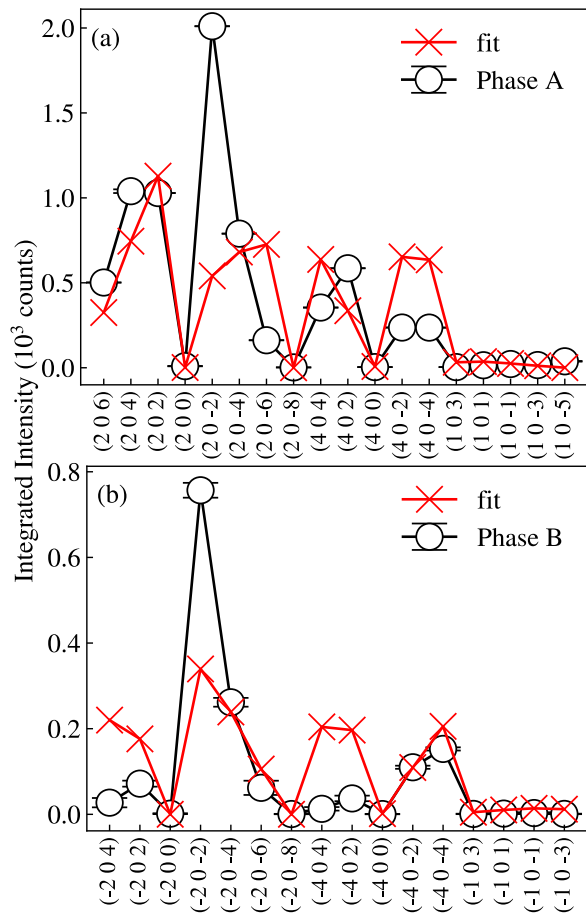 (a)
fit
Phase A
2.0
1.5
1.0
0.5
0.0
(2 0 6)
(2 0 4)
(2 0 2)
(2 0 0)
(2 0 -2)
(2 0 -4)
(2 0 -6)
(2 0 -8)
(4 0 4)
(4 0 2)
(4 0 0)
(4 0 -2)
(4 0 -4)
(1 0 3)
(1 0 1)
(1 0 -1)
(1 0 -3)
(1 0 -5)
Integrated Intensity (10³ counts)
(b)
fit
Phase B
0.8
0.6
0.4
0.2
0.0
(-2 0 4)
(-2 0 2)
(-2 0 0)
(-2 0 -2)
(-2 0 -4)
(-2 0 -6)
(-2 0 -8)
(-4 0 4)
(-4 0 2)
(-4 0 0)
(-4 0 -2)
(-4 0 -4)
(-1 0 3)
(-1 0 1)
(-1 0 -1)
(-1 0 -3)